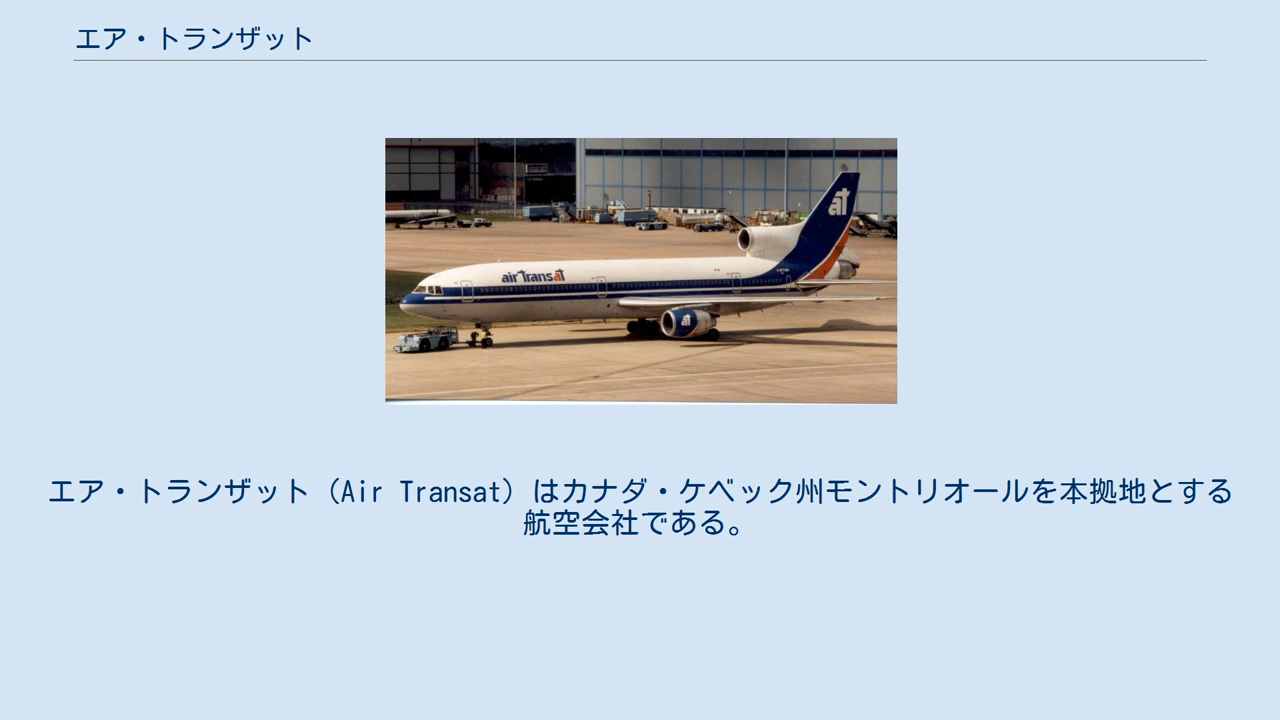 エア・トランザット
aT
air Transat
aT
エア・トランザット（Air Transat）はカナダ・ケベック州モントリオールを本拠地とする
航空会社である。